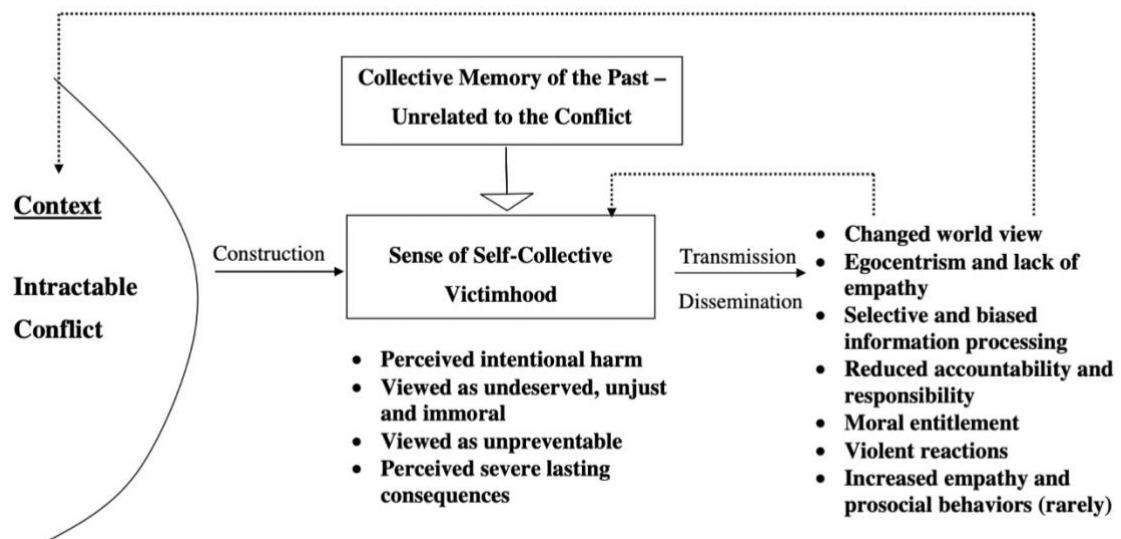 Collective Memory of the Past –
Unrelated to the Conflict
Context
Intractable
Conflict
Construction
Sense of Self-Collective
Victimhood
Transmission
Dissemination
• Perceived intentional harm
• Viewed as undeserved, unjust
and immoral
• Viewed as unpreventable
• Perceived severe lasting
consequences
• Changed world view
• Egocentrism and lack of
empathy
• Selective and biased
information processing
• Reduced accountability and
responsibility
• Moral entitlement
• Violent reactions
• Increased empathy and
prosocial behaviors (rarely)